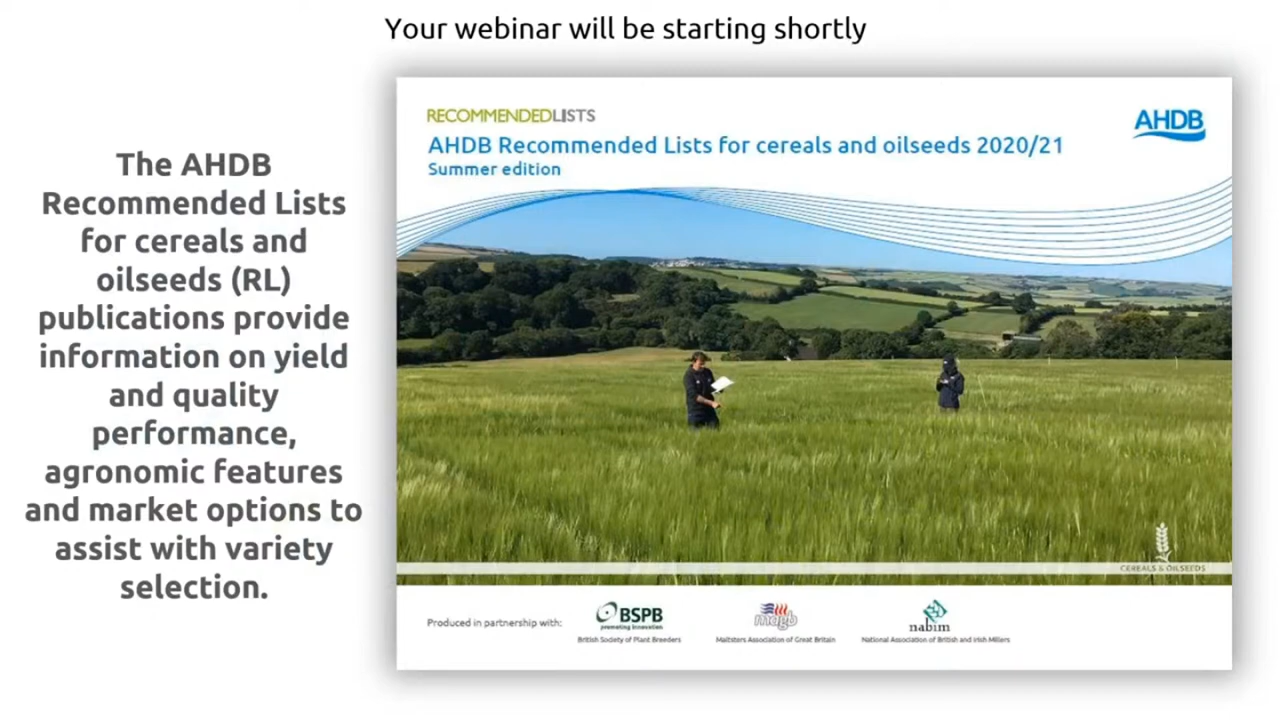 Your webinar will be starting shortly
The AHDB
Recommended Lists
for cereals and
oilseeds (RL)
publications provide
information on yield
and quality
performance,
agronomic features
and market options to
assist with variety
selection.
RECOMMENDEDLISTS
AHDB
AHDB Recommended Lists for cereals and oilseeds 2020/21
Summer edition
CEREALS & OILSEEDS
Produced in partnership with:
BSPB
promoting innovation
British Society of Plant Breeders
magb
Maltsters Association of Great Britain
nabim
National Association of British and Irish Millers